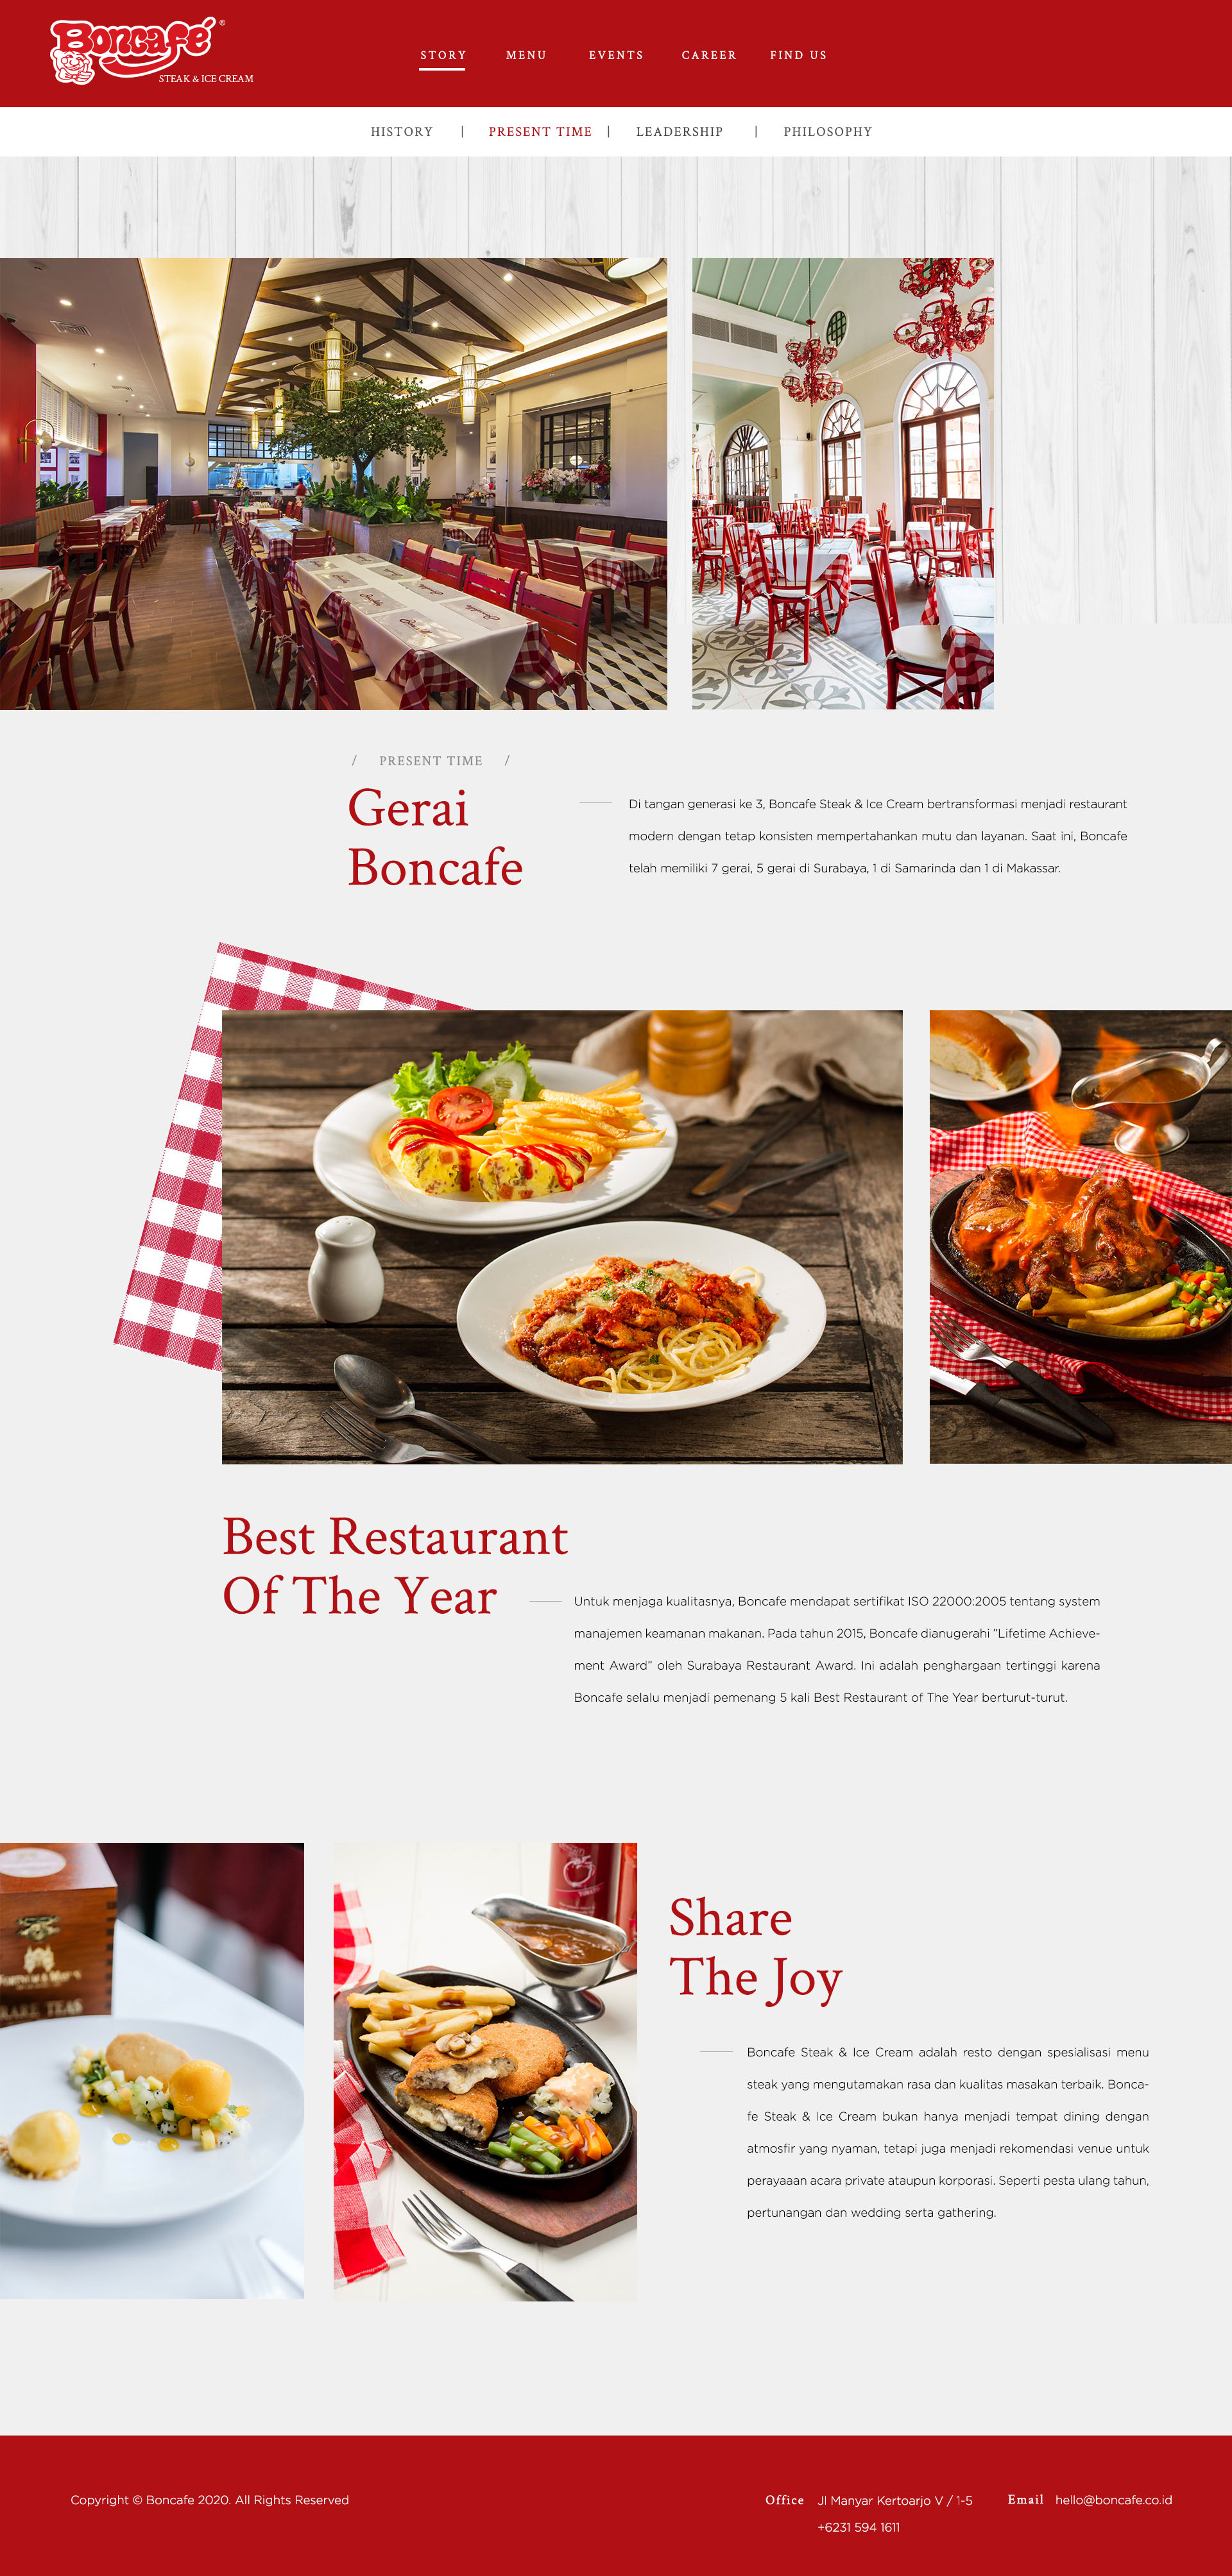 Boncafé®
STEAK & ICE CREAM
STORY MENU EVENTS CAREER FIND US
HISTORY | PRESENT TIME | LEADERSHIP | PHILOSOPHY
/ PRESENT TIME /
Gerai
Boncafe
Di tangan generasi ke 3, Boncafe Steak & Ice Cream bertransformasi menjadi restaurant
modern dengan tetap konsisten mempertahankan mutu dan layanan. Saat ini, Boncafe
telah memiliki 7 gerai, 5 gerai di Surabaya, 1 di Samarinda dan 1 di Makassar.
Best Restaurant
Of The Year
Untuk menjaga kualitasnya, Boncafe mendapat sertifikat ISO 22000:2005 tentang system
manajemen keamanan makanan. Pada tahun 2015, Boncafe dianugerahi “Lifetime Achieve-
ment Award” oleh Surabaya Restaurant Award. Ini adalah penghargaan tertinggi karena
Boncafe selalu menjadi pemenang 5 kali Best Restaurant of The Year berturut-turut.
Share
The Joy
Boncafe Steak & Ice Cream adalah resto dengan spesialisasi menu
steak yang mengutamakan rasa dan kualitas masakan terbaik. Bonca-
fe Steak & Ice Cream bukan hanya menjadi tempat dining dengan
atmosfir yang nyaman, tetapi juga menjadi rekomendasi venue untuk
perayaaan acara private ataupun korporasi. Seperti pesta ulang tahun,
pertunangan dan wedding serta gathering.
Copyright © Boncafe 2020. All Rights Reserved
Office Jl Manyar Kertoarjo V / 1-5
+6231 594 1611
Email hello@boncafe.co.id